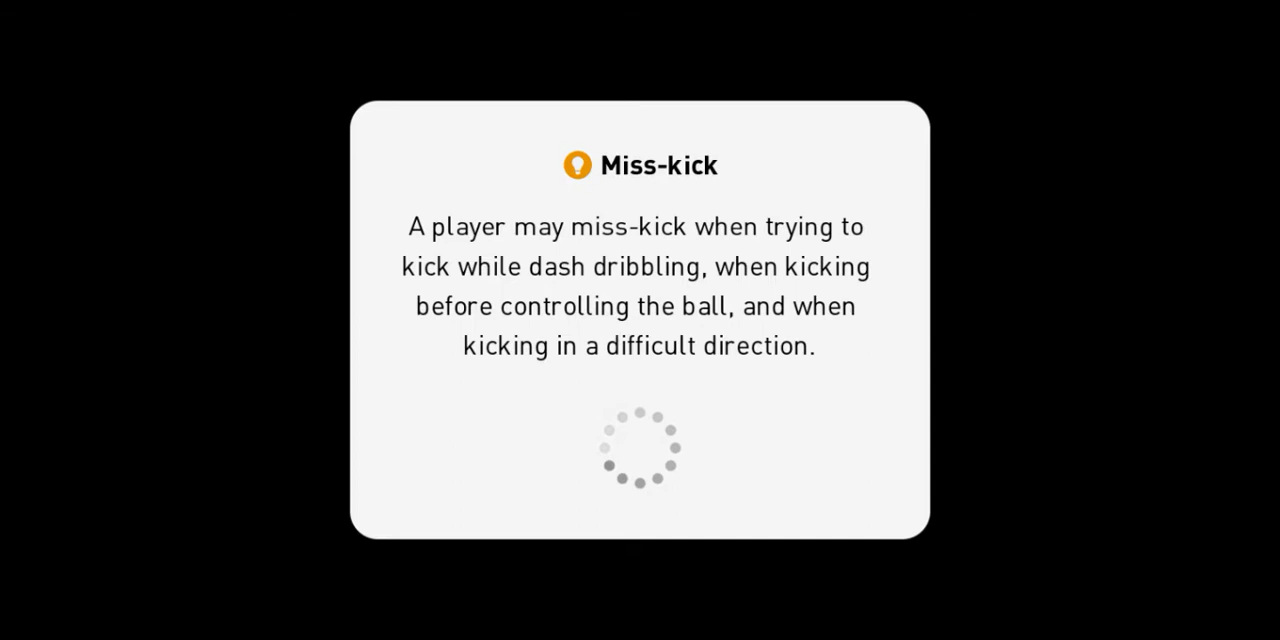 Miss-kick
A player may miss-kick when trying to
kick while dash dribbling, when kicking
before controlling the ball, and when
kicking in a difficult direction.